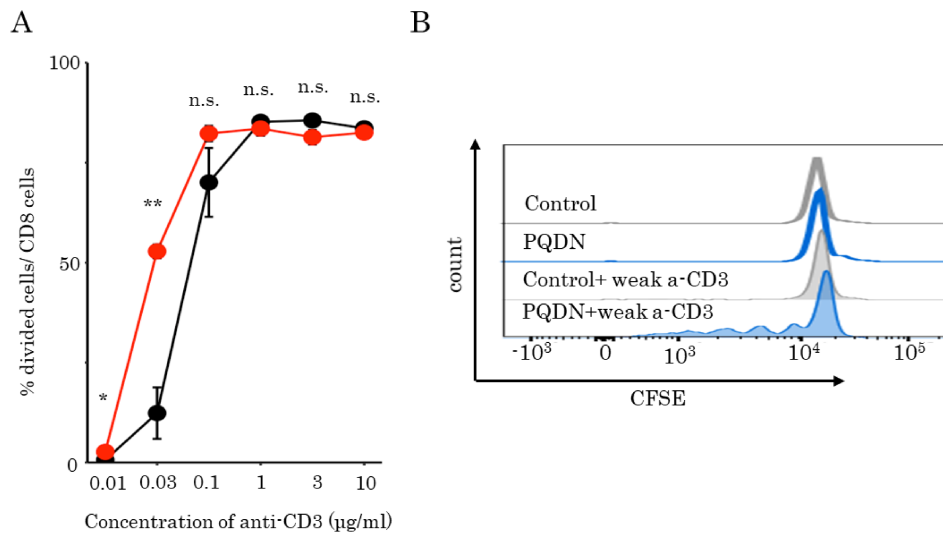 A
% divided cells/ CD8 cells
100
50
0
*
**
n.s.
n.s.
n.s.
n.s.
0.01
0.03
0.1
1
3
10
Concentration of anti-CD3 (µg/ml)
B
count
Control
PQDN
Control+ weak a-CD3
PQDN+weak a-CD3
-10³
0
10³
10⁴
10⁵
CFSE